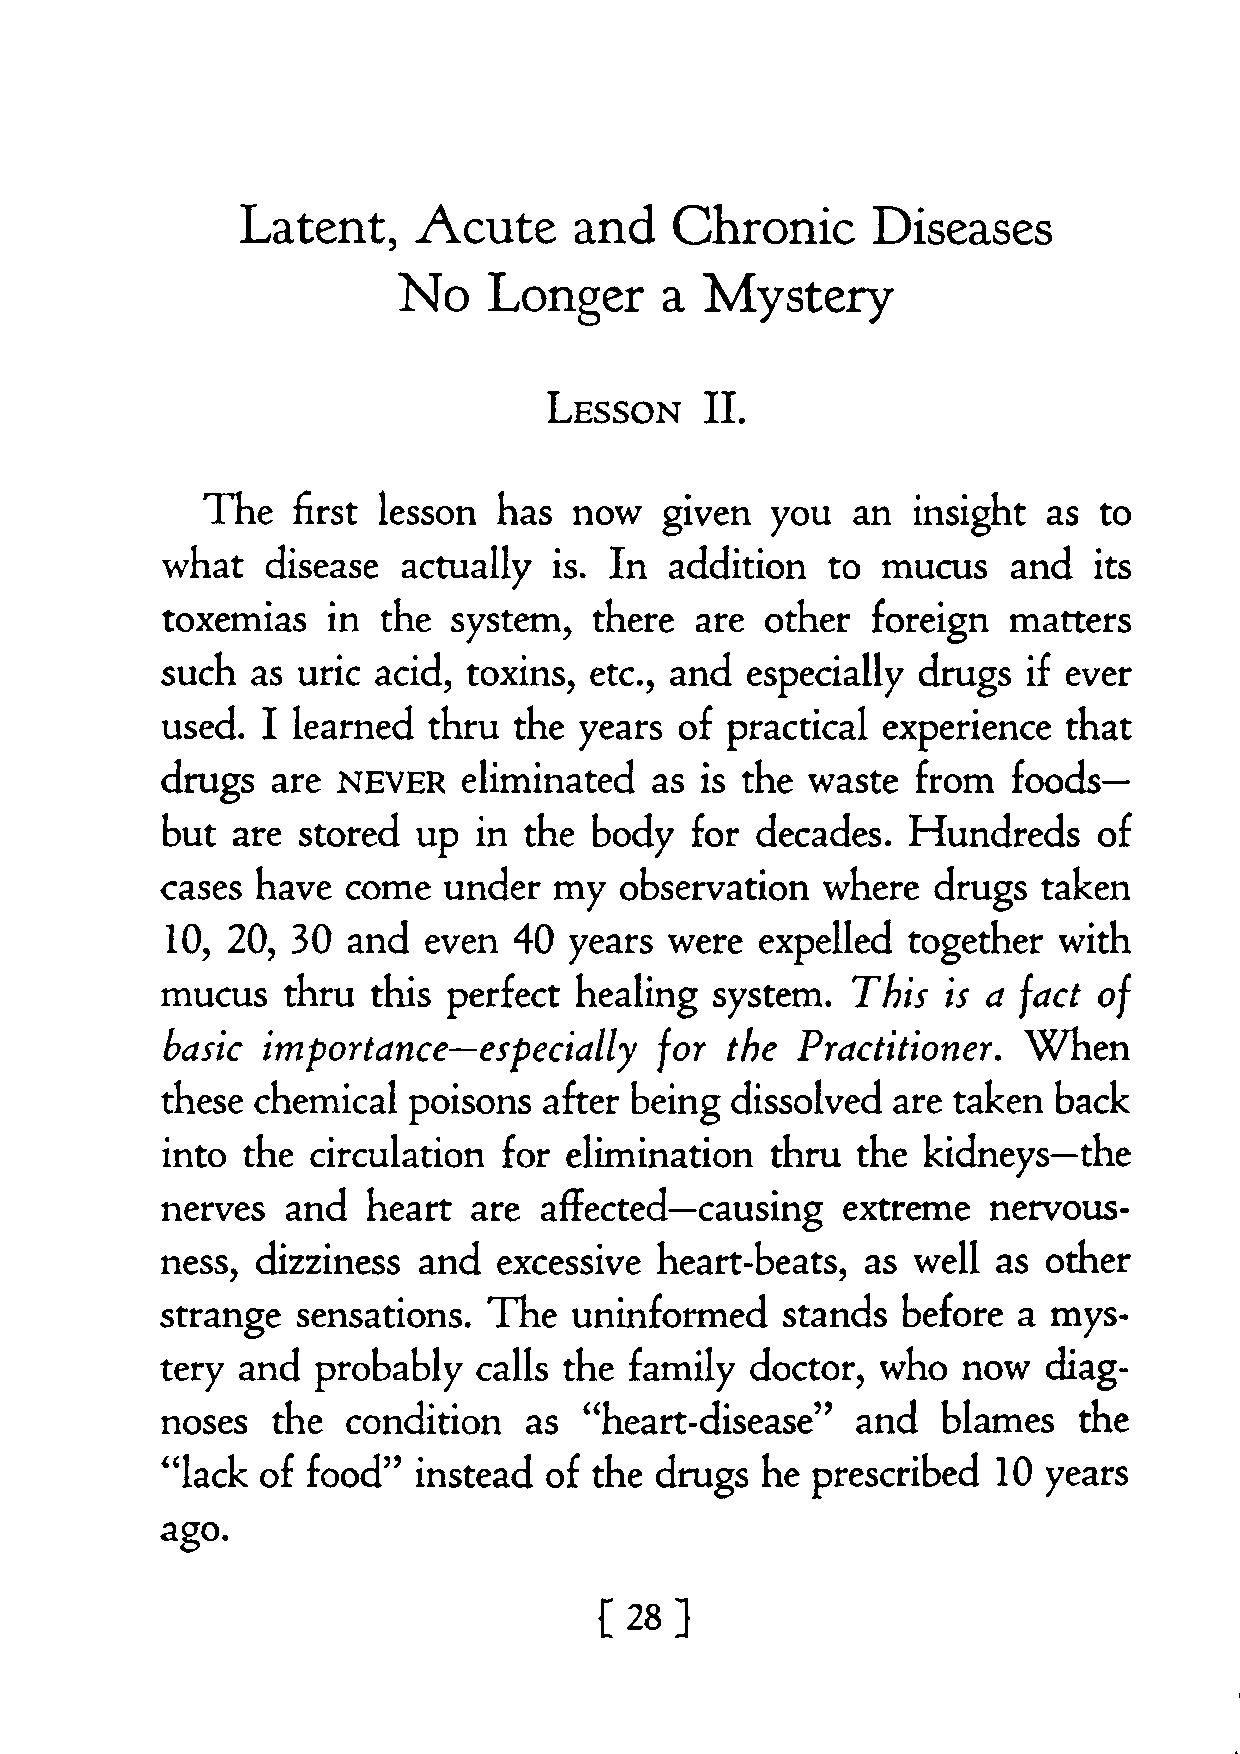 Latent, Acute and Chronic Diseases
No Longer a Mystery
Lesson II.
The first lesson has now given you an insight as to
what disease actually is. In addition to mucus and its
toxemias in the system, there are other foreign matters
such as uric acid, toxins, etc., and especially drugs if ever
used. I learned thru the years of practical experience that
drugs are NEVER eliminated as is the waste from foods—
but are stored up in the body for decades. Hundreds of
cases have come under my observation where drugs taken
10, 20, 30 and even 40 years were expelled together with
mucus thru this perfect healing system. This is a fact of
basic importance—especially for the Practitioner. When
these chemical poisons after being dissolved are taken back
into the circulation for elimination thru the kidneys—the
nerves and heart are affected—causing extreme nervous-
ness, dizziness and excessive heart-beats, as well as other
strange sensations. The uninformed stands before a mys-
tery and probably calls the family doctor, who now diag-
noses the condition as “heart-disease” and blames the
“lack of food” instead of the drugs he prescribed 10 years
ago.
[ 28 ]